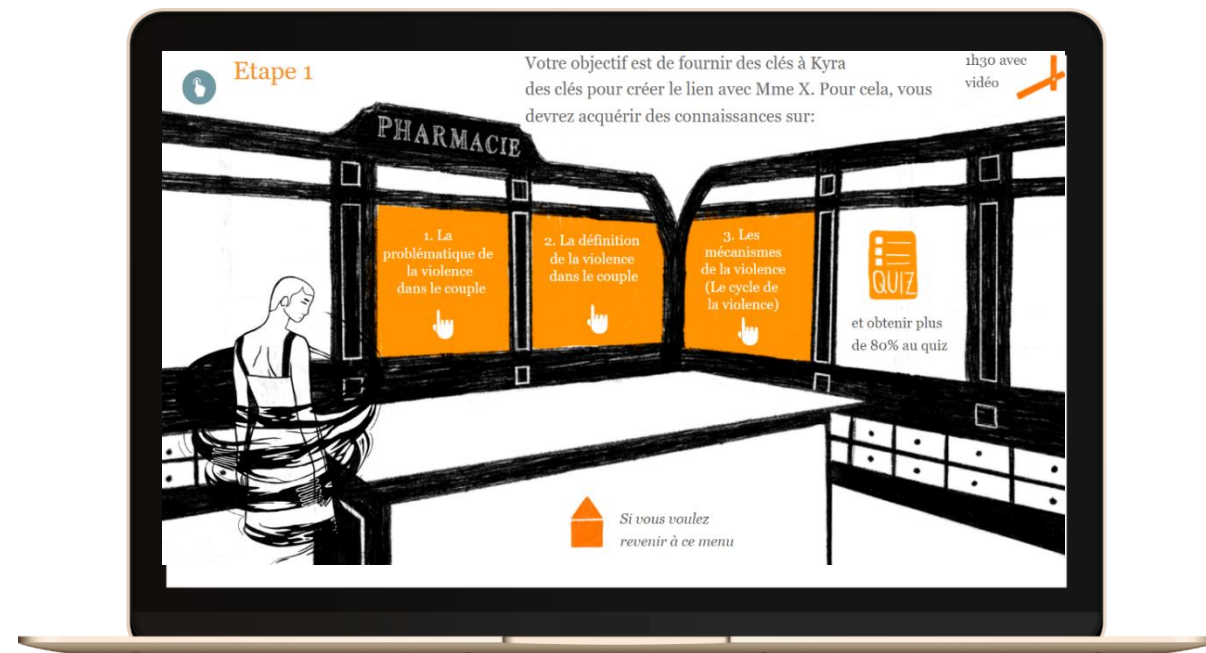 Etape 1
Votre objectif est de fournir des clés à Kyra
des clés pour créer le lien avec Mme X. Pour cela, vous
devrez acquérir des connaissances sur:
1h30 avec
vidéo
PHARMACIE
1. La
problématique de
la violence
dans le couple
2. La définition
de la violence
dans le couple
3. Les
mécanismes
de la violence
(Le cycle de
la violence)
QUIZ
et obtenir plus
de 80% au quiz
Si vous voulez
revenir à ce menu